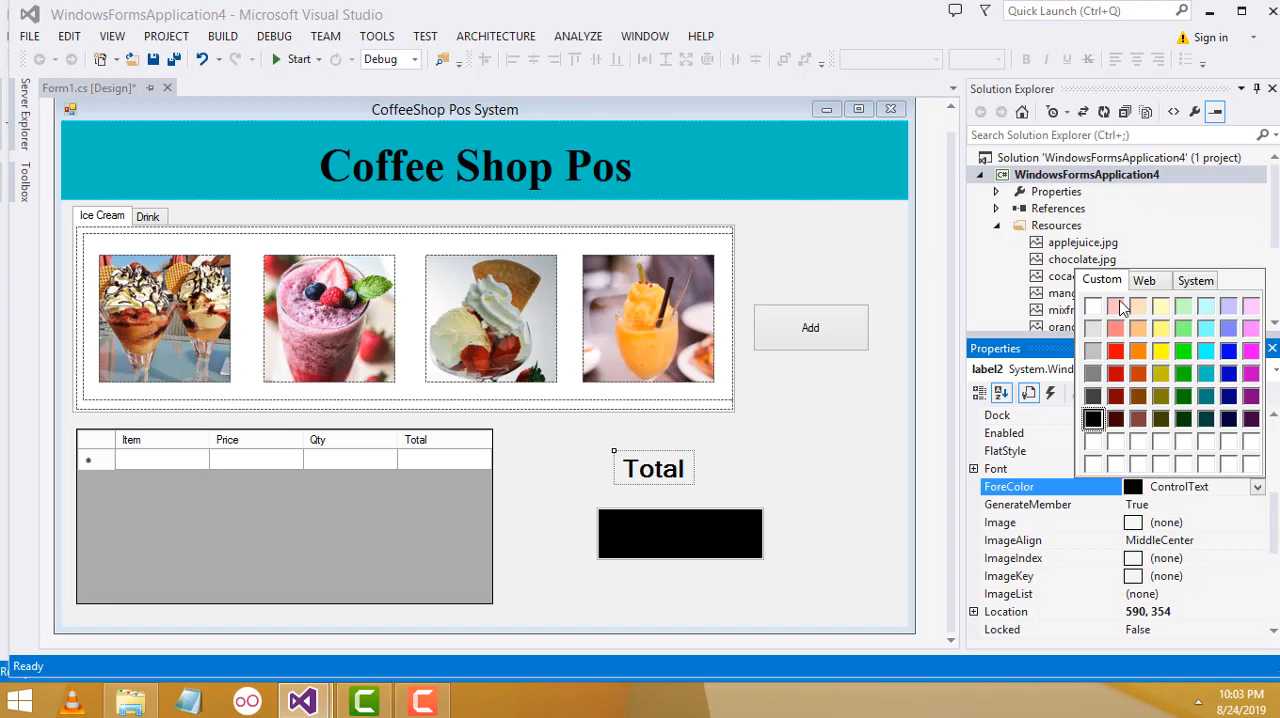 WindowsFormsApplication4 - Microsoft Visual Studio
Quick Launch (Ctrl+Q)
FILE EDIT VIEW PROJECT BUILD DEBUG TEAM TOOLS TEST ARCHITECTURE ANALYZE WINDOW HELP
Sign in
Start
Debug
Server Explorer
Toolbox
Form1.cs [Design]*
CoffeeShop Pos System
Coffee Shop Pos
Ice Cream
Drink
Add
Item Price Qty Total
Total
Solution Explorer
Search Solution Explorer (Ctrl+;)
Solution 'WindowsFormsApplication4' (1 project)
C#
WindowsFormsApplication4
Properties
References
Resources
applejuice.jpg
chocolate.jpg
Custom
Web
System
Properties
label2 System.Wind
Dock
Enabled
FlatStyle
Font
ForeColor ControlText
GenerateMember True
Image (none)
ImageAlign MiddleCenter
ImageIndex (none)
ImageKey (none)
ImageList (none)
Location 590, 354
Locked False
Ready
10:03 PM
8/24/2019